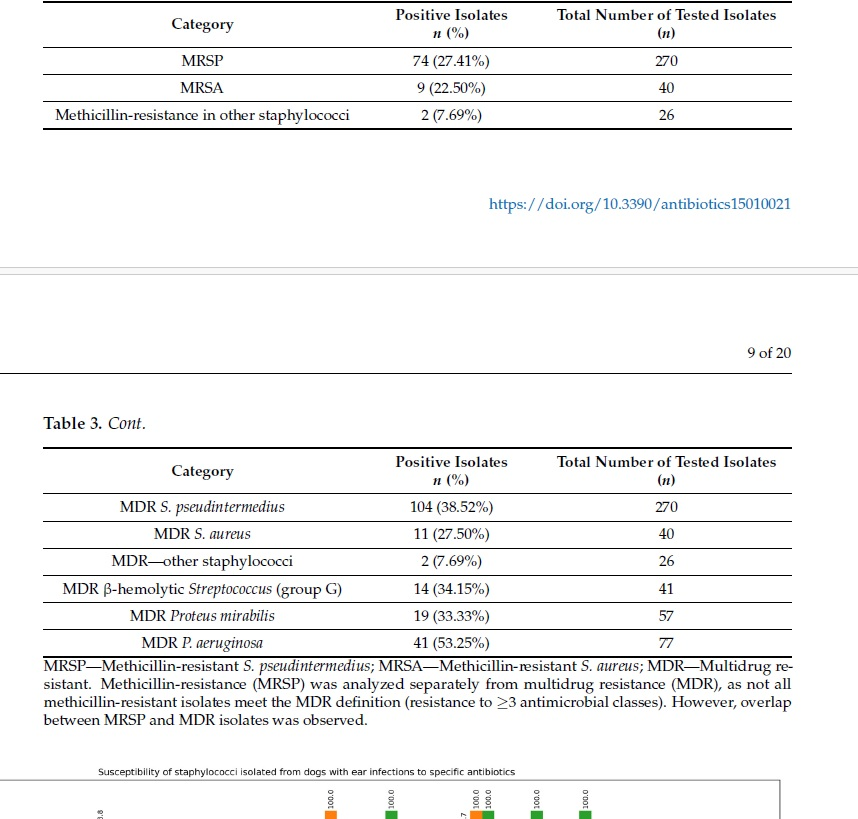 Category Positive Isolates n (%) Total Number of Tested Isolates (n)
MRSP 74 (27.41%) 270
MRSA 9 (22.50%) 40
Methicillin-resistance in other staphylococci 2 (7.69%) 26
https://doi.org/10.3390/antibiotics15010021
9 of 20
Table 3. Cont.
Category Positive Isolates n (%) Total Number of Tested Isolates (n)
MDR S. pseudintermedius 104 (38.52%) 270
MDR S. aureus 11 (27.50%) 40
MDR—other staphylococci 2 (7.69%) 26
MDR β-hemolytic Streptococcus (group G) 14 (34.15%) 41
MDR Proteus mirabilis 19 (33.33%) 57
MDR P. aeruginosa 41 (53.25%) 77
MRSP—Methicillin-resistant S. pseudintermedius; MRSA—Methicillin-resistant S. aureus; MDR—Multidrug re-
sistant. Methicillin-resistance (MRSP) was analyzed separately from multidrug resistance (MDR), as not all
methicillin-resistant isolates meet the MDR definition (resistance to ≥3 antimicrobial classes). However, overlap
between MRSP and MDR isolates was observed.
Susceptibility of staphylococci isolated from dogs with ear infections to specific antibiotics
100.0
100.0
100.0
100.0
100.0
100.0